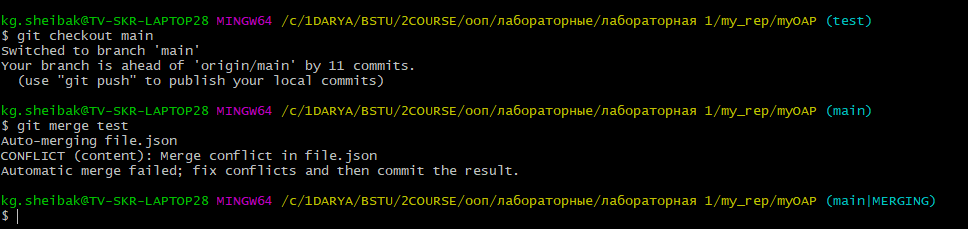 kg.sheibak@TV-SKR-LAPTOP28 MINGW64 /c/1DARYA/BSTU/2COURSE/ооп/лабораторные/лабораторная 1/my_rep/myOAP (test)
$ git checkout main
Switched to branch 'main'
Your branch is ahead of 'origin/main' by 11 commits.
  (use "git push" to publish your local commits)
kg.sheibak@TV-SKR-LAPTOP28 MINGW64 /c/1DARYA/BSTU/2COURSE/ооп/лабораторные/лабораторная 1/my_rep/myOAP (main)
$ git merge test
Auto-merging file.json
CONFLICT (content): Merge conflict in file.json
Automatic merge failed; fix conflicts and then commit the result.
kg.sheibak@TV-SKR-LAPTOP28 MINGW64 /c/1DARYA/BSTU/2COURSE/ооп/лабораторные/лабораторная 1/my_rep/myOAP (main|MERGING)
$